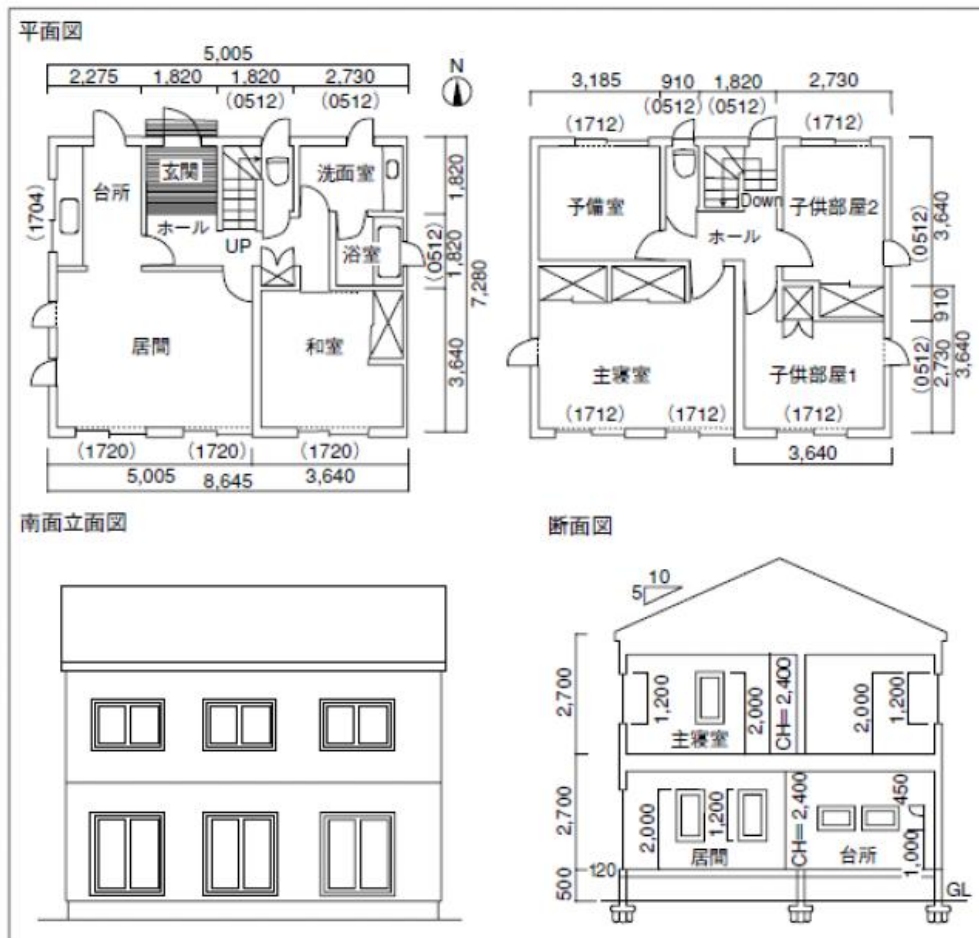 平面図
5,005
2,275 1,820 1,820 2,730
(0512) (0512)
N
3,185 910 1,820 2,730
(0512) (0512)
(1712) (1712)
台所
玄関
洗面室
ホール
UP
浴室
居間
和室
(1704)
1,820
1,820
(0512)
7,280
3,640
(1720) (1720) (1720)
5,005 3,640
8,645
予備室
Down
子供部屋2
ホール
主寝室
子供部屋1
(0512)
3,640
910
(0512)
2,730
3,640
(1712) (1712) (1712)
3,640
南面立面図
断面図
10
5
2,700
1,200
2,000
CH=2,400
2,000
1,200
主寝室
2,700
2,000
1,200
CH=2,400
450
居間
台所
1,000
500
120
GL